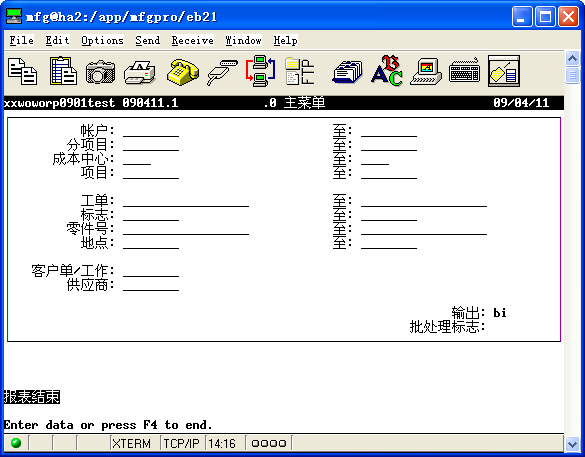 mfg@ha2:/app/mfgpro/eb21
File Edit Options Send Receive Window Help
xxwoworp0901test 090411.1 .0 主菜单 09/04/11
帐户: 至:
分项目: 至:
成本中心: 至:
项目: 至:
工单: 至:
标志: 至:
零件号: 至:
地点: 至:
客户单/工作:
供应商:
输出: bi
批处理标志:
报表结束
Enter data or press F4 to end.
XTERM TCP/IP 14:16